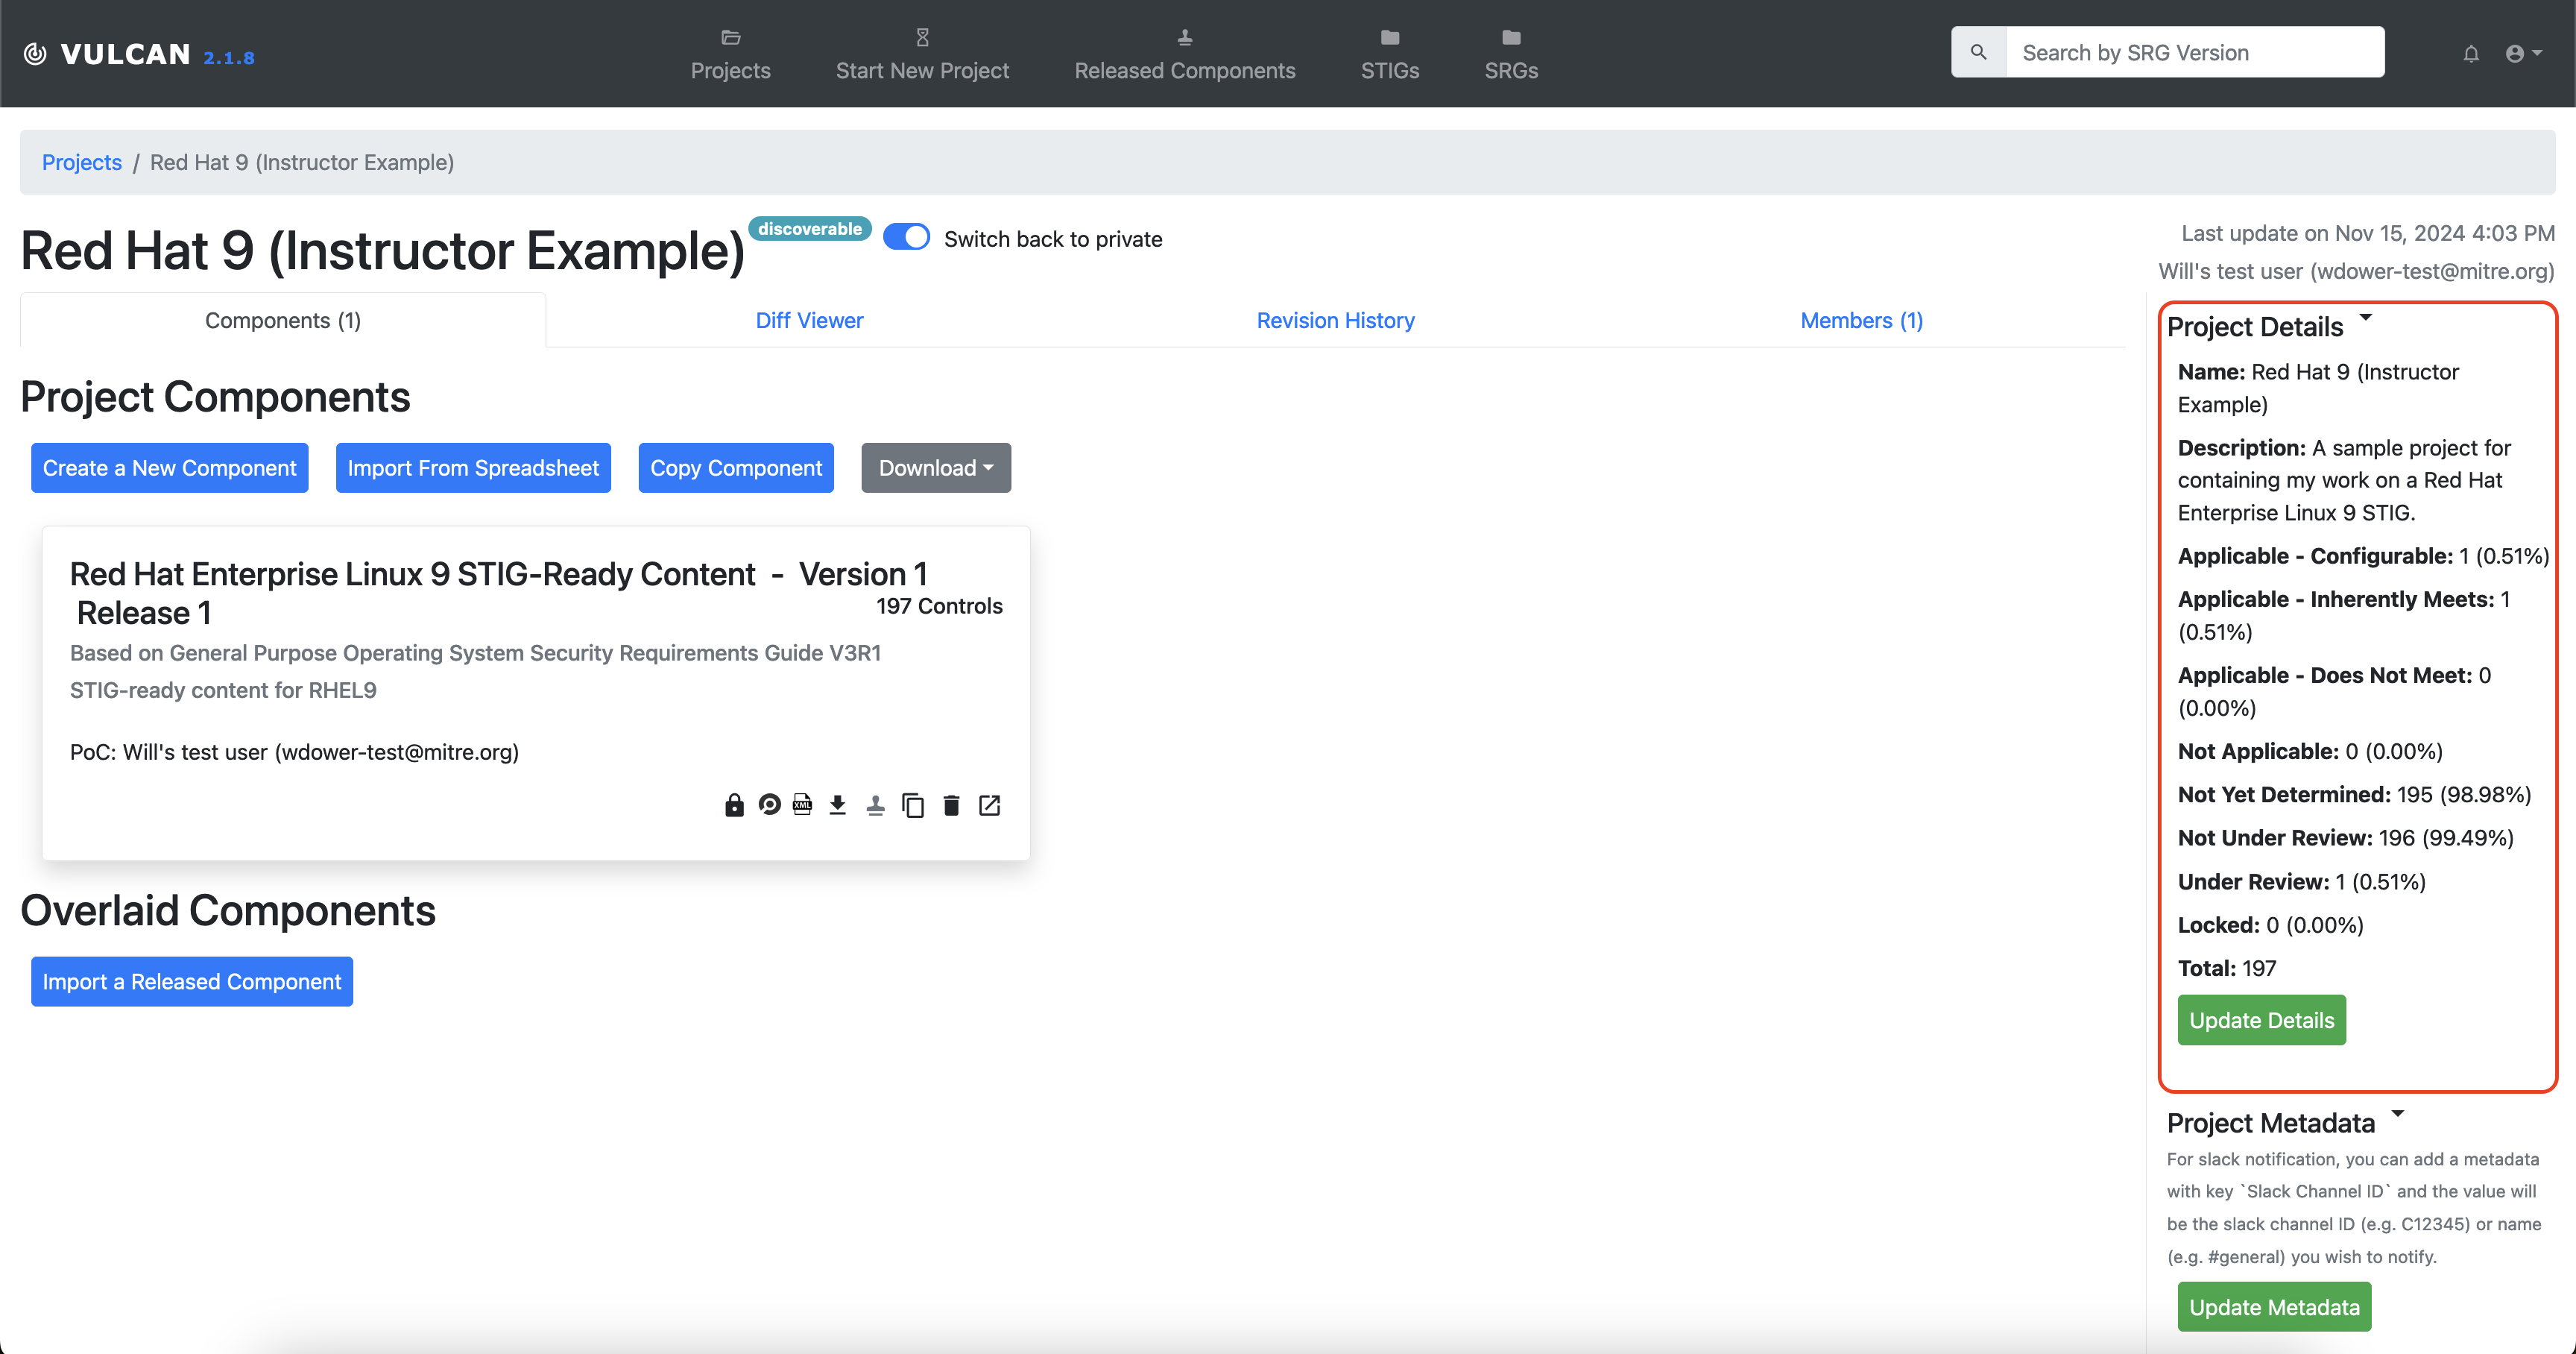 VULCAN 2.1.8
Projects
Start New Project
Released Components
STIGs
SRGs
Search by SRG Version
Projects / Red Hat 9 (Instructor Example)
Red Hat 9 (Instructor Example)
discoverable
Switch back to private
Last update on Nov 15, 2024 4:03 PM
Will's test user (wdower-test@mitre.org)
Components (1)
Diff Viewer
Revision History
Members (1)
Project Components
Create a New Component
Import From Spreadsheet
Copy Component
Download
Red Hat Enterprise Linux 9 STIG-Ready Content - Version 1
Release 1
197 Controls
Based on General Purpose Operating System Security Requirements Guide V3R1
STIG-ready content for RHEL9
PoC: Will's test user (wdower-test@mitre.org)
XML
Overlaid Components
Import a Released Component
Project Details
Name: Red Hat 9 (Instructor
Example)
Description: A sample project for
containing my work on a Red Hat
Enterprise Linux 9 STIG.
Applicable - Configurable: 1 (0.51%)
Applicable - Inherently Meets: 1
(0.51%)
Applicable - Does Not Meet: 0
(0.00%)
Not Applicable: 0 (0.00%)
Not Yet Determined: 195 (98.98%)
Not Under Review: 196 (99.49%)
Under Review: 1 (0.51%)
Locked: 0 (0.00%)
Total: 197
Update Details
Project Metadata
For slack notification, you can add a metadata
with key `Slack Channel ID` and the value will
be the slack channel ID (e.g. C12345) or name
(e.g. #general) you wish to notify.
Update Metadata